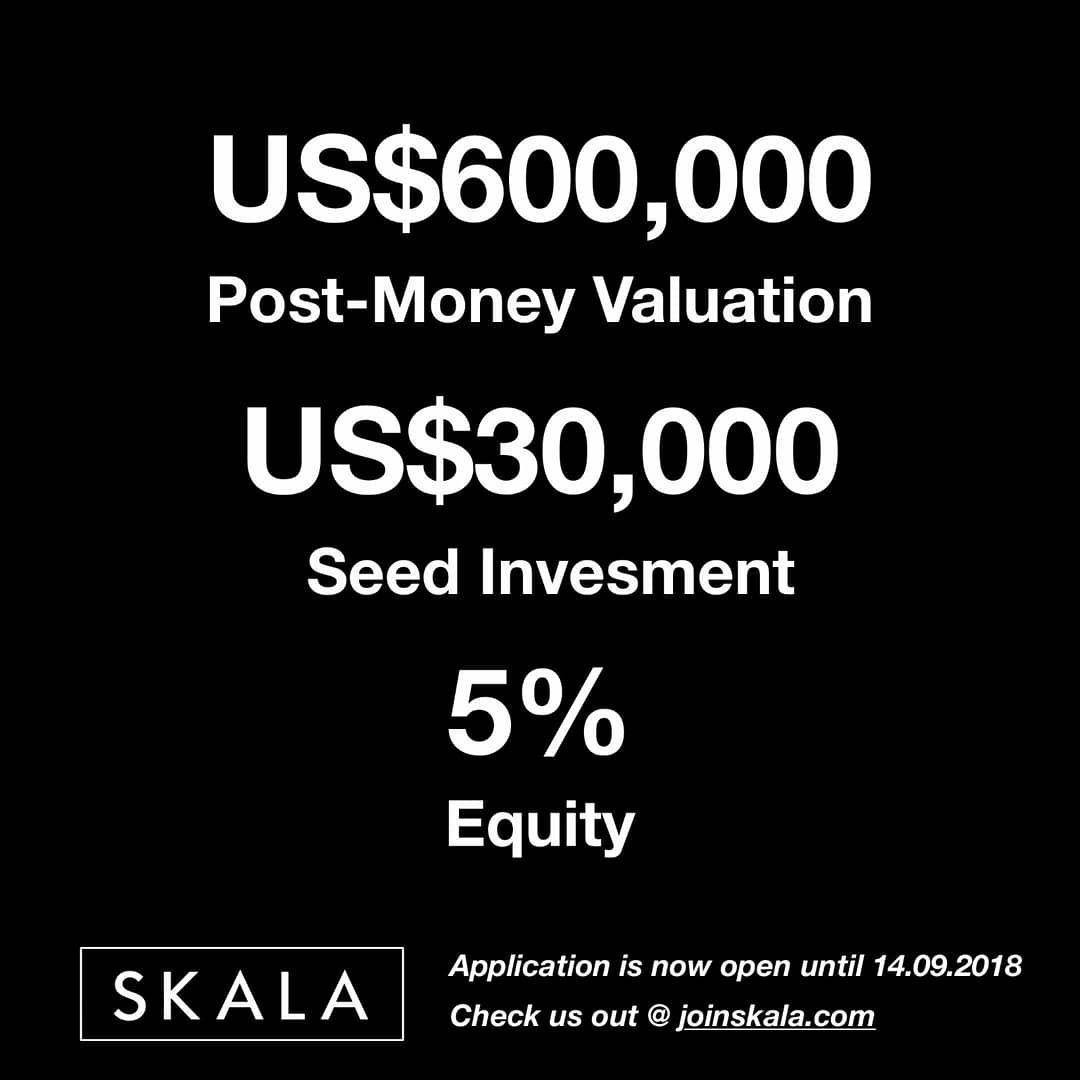 US$600,000
Post-Money Valuation
US$30,000
Seed Invesment
5%
Equity
SKALA
Application is now open until 14.09.2018
Check us out @ joinskala.com